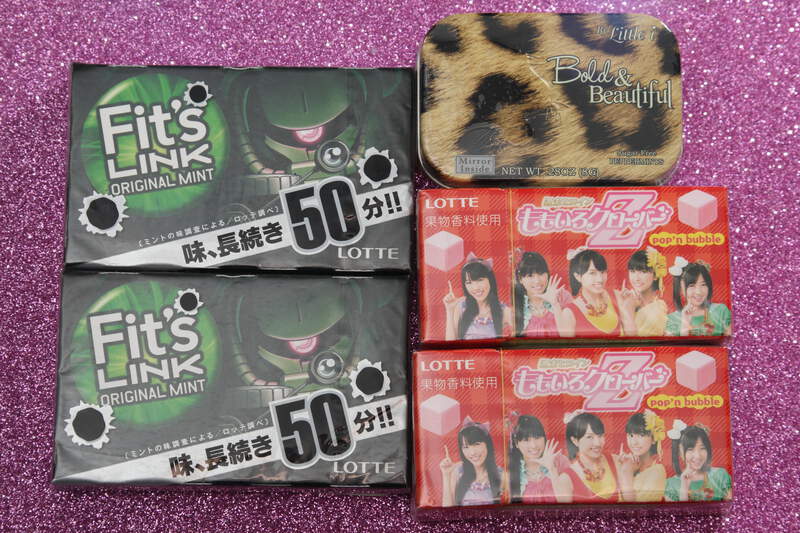 Fit's
LINK
ORIGINAL MINT
(ミントの味調査による/ロッテ調べ)
味、長続き50分!!
LOTTE
Fit's
LINK
ORIGINAL MINT
(ミントの味調査による/ロッテ調べ)
味、長続き50分!!
LOTTE
Little i
Bold &
Beautiful
Mirror
Inside
Sugar Free
PEPPERMINTS
NET WT. .28OZ (8G)
LOTTE
果物香料使用
ももいろクローバーZ
pop'n bubble
LOTTE
果物香料使用
ももいろクローバーZ
pop'n bubble